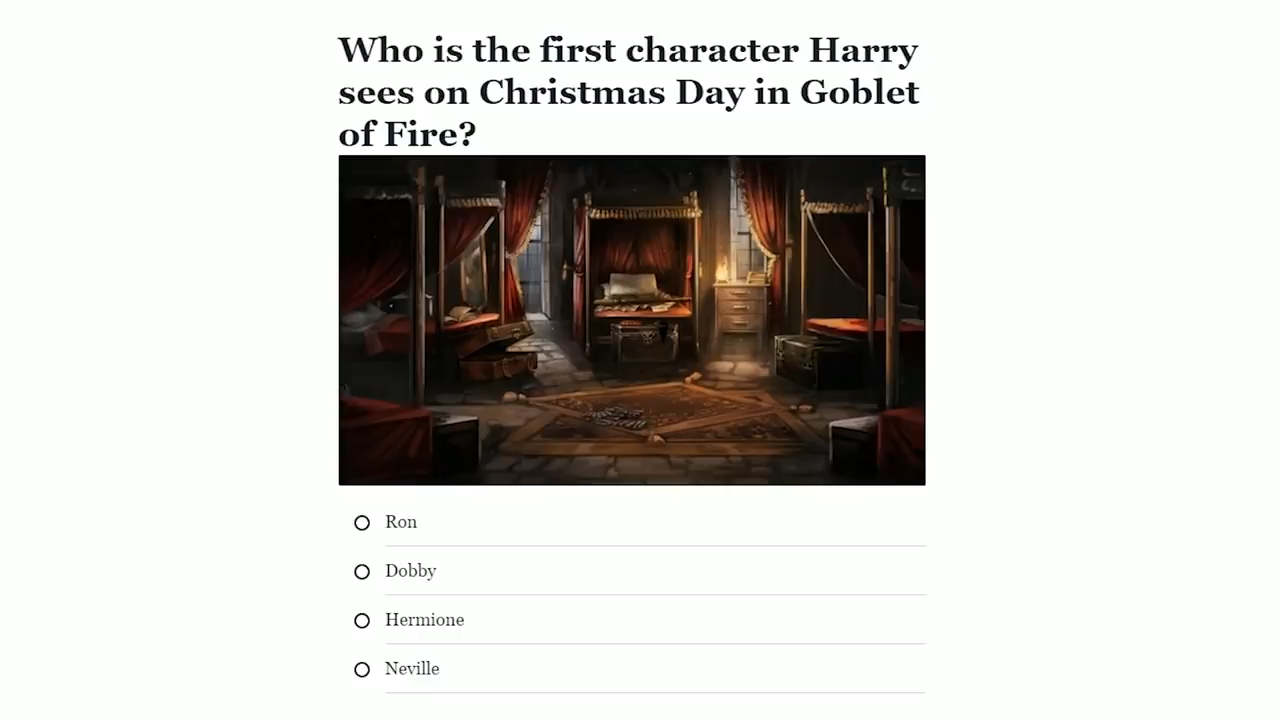 Who is the first character Harry
sees on Christmas Day in Goblet
of Fire?
Ron
Dobby
Hermione
Neville